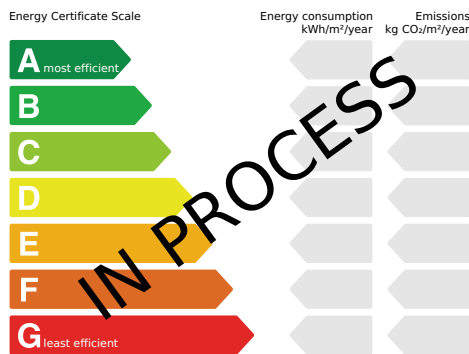 Energy Certificate Scale
Energy consumption
kWh/m²/year
Emissions
kg CO₂/m²/year
A most efficient
B
C
D
E
F
G least efficient
IN PROCESS